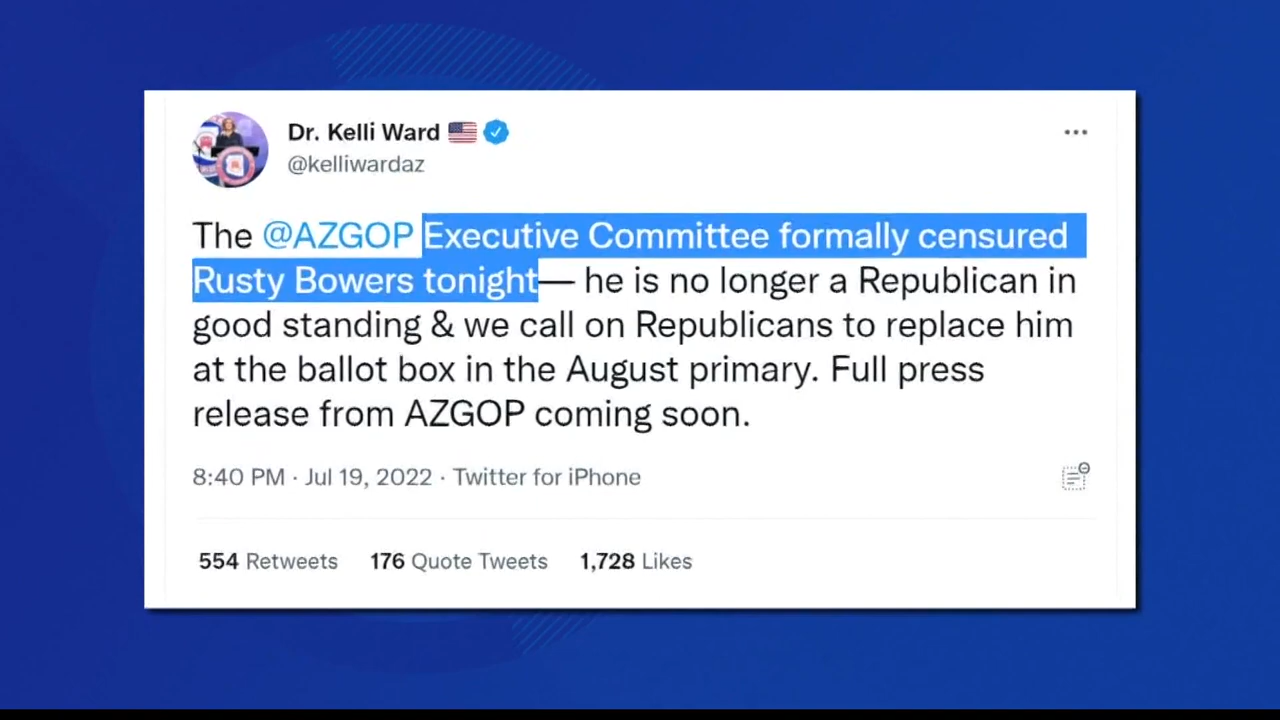 Dr. Kelli Ward 🇺🇸
@kelliwardaz
The @AZGOP Executive Committee formally censured
Rusty Bowers tonight— he is no longer a Republican in
good standing & we call on Republicans to replace him
at the ballot box in the August primary. Full press
release from AZGOP coming soon.
8:40 PM · Jul 19, 2022 · Twitter for iPhone
554 Retweets 176 Quote Tweets 1,728 Likes